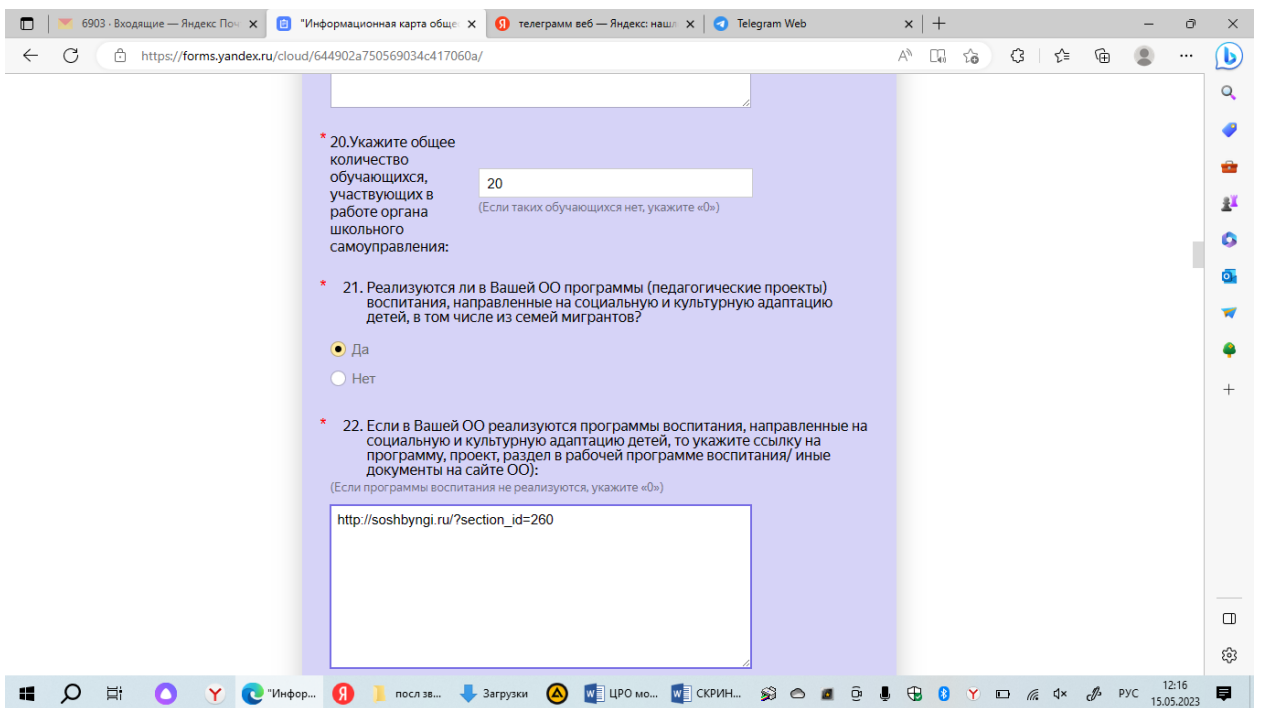 6903 · Входящие — Яндекс Поч
"Информационная карта общес
телеграмм веб — Яндекс: нашл
Telegram Web
https://forms.yandex.ru/cloud/644902a750569034c417060a/
* 20.Укажите общее
количество
обучающихся,
участвующих в
работе органа
школьного
самоуправления:
20
(Если таких обучающихся нет, укажите «0»)
* 21. Реализуются ли в Вашей ОО программы (педагогические проекты)
воспитания, направленные на социальную и культурную адаптацию
детей, в том числе из семей мигрантов?
Да
Нет
* 22. Если в Вашей ОО реализуются программы воспитания, направленные на
социальную и культурную адаптацию детей, то укажите ссылку на
программу, проект, раздел в рабочей программе воспитания/ иные
документы на сайте ОО):
(Если программы воспитания не реализуются, укажите «0»)
http://soshbyngi.ru/?section_id=260
"Инфор...
посл зв...
Загрузки
ЦРО мо...
СКРИН...
РУС
12:16
15.05.2023